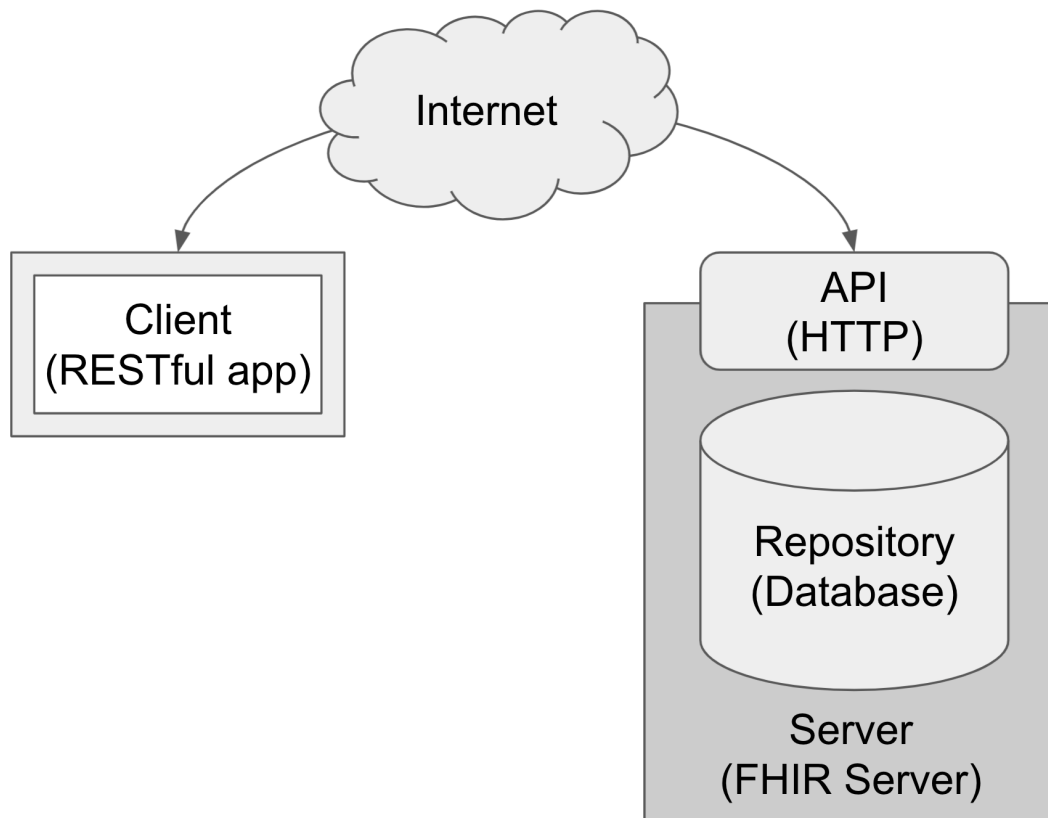 Internet
Client
(RESTful app)
API
(HTTP)
Repository
(Database)
Server
(FHIR Server)